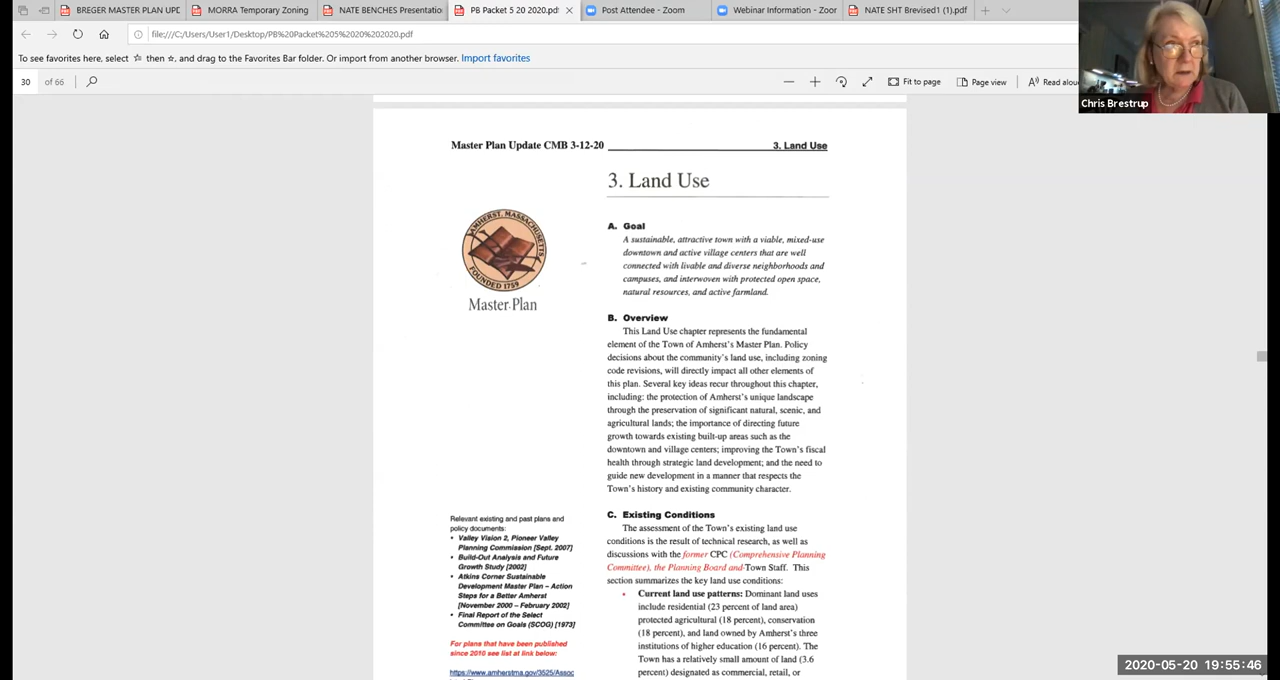 BREGER MASTER PLAN UPD
MORRA Temporary Zoning
NATE BENCHES Presentatio
PB Packet 5 20 2020.pdf
Post Attendee - Zoom
Webinar Information - Zoor
NATE SHT Brevised1 (1).pdf
file:///C:/Users/User1/Desktop/PB%20Packet%205%2020%202020.pdf
To see favorites here, select then ☆, and drag to the Favorites Bar folder. Or import from another browser. Import favorites
30 of 66
Fit to page
Page view
Read alou
Chris Brestrup
Master Plan Update CMB 3-12-20
3. Land Use
3. Land Use
AMHERST, MASSACHUSETTS
FOUNDED 1759
Master Plan
A. Goal
A sustainable, attractive town with a viable, mixed-use
downtown and active village centers that are well
connected with livable and diverse neighborhoods and
campuses, and interwoven with protected open space,
natural resources, and active farmland.
B. Overview
This Land Use chapter represents the fundamental
element of the Town of Amherst's Master Plan. Policy
decisions about the community's land use, including zoning
code revisions, will directly impact all other elements of
this plan. Several key ideas recur throughout this chapter,
including: the protection of Amherst's unique landscape
through the preservation of significant natural, scenic, and
agricultural lands; the importance of directing future
growth towards existing built-up areas such as the
downtown and village centers; improving the Town's fiscal
health through strategic land development; and the need to
guide new development in a manner that respects the
Town's history and existing community character.
Relevant existing and past plans and
policy documents:
• Valley Vision 2, Pioneer Valley
Planning Commission [Sept. 2007]
• Build-Out Analysis and Future
Growth Study [2002]
• Atkins Corner Sustainable
Development Master Plan – Action
Steps for a Better Amherst
[November 2000 – February 2002]
• Final Report of the Select
Committee on Goals (SCOG) [1973]
For plans that have been published
since 2010 see list at link below:
https://www.amherstma.gov/3525/Assoc
C. Existing Conditions
The assessment of the Town's existing land use
conditions is the result of technical research, as well as
discussions with the former CPC (Comprehensive Planning
Committee), the Planning Board and Town Staff. This
section summarizes the key land use conditions:
• Current land use patterns: Dominant land uses
include residential (23 percent of land area)
protected agricultural (18 percent), conservation
(18 percent), and land owned by Amherst's three
institutions of higher education (16 percent). The
Town has a relatively small amount of land (3.6
percent) designated as commercial, retail, or
2020-05-20 19:55:46